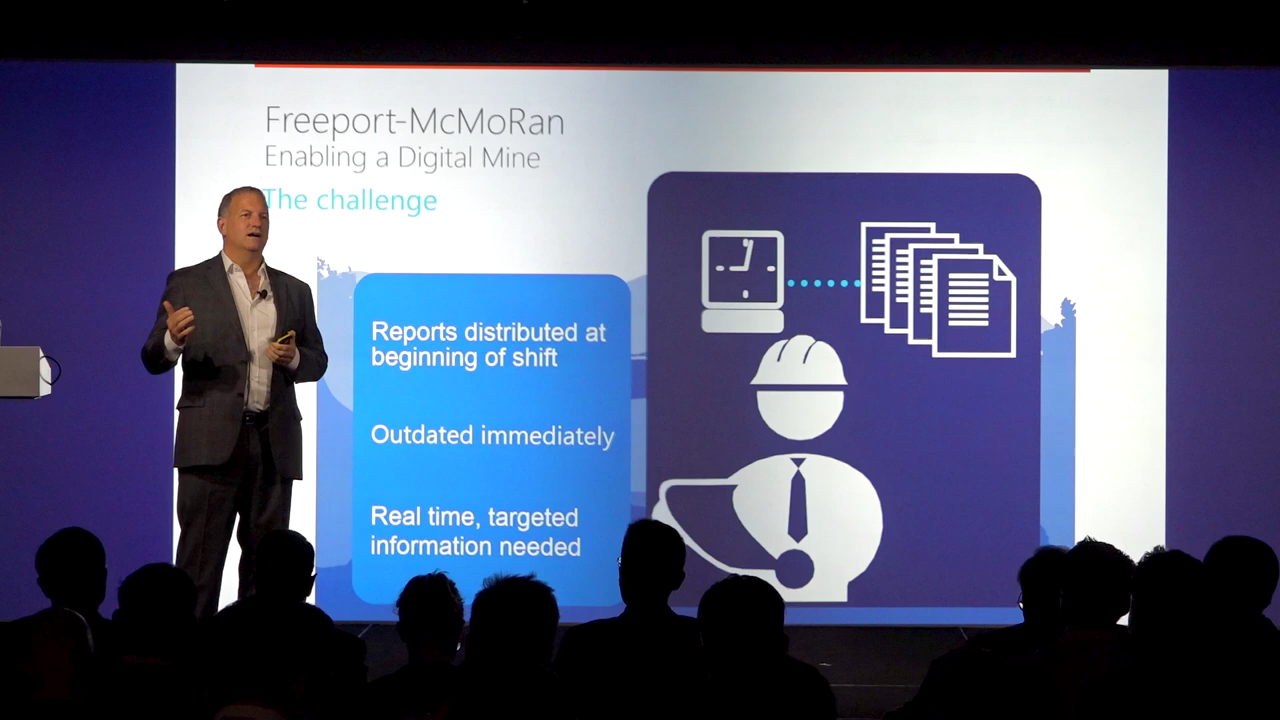 Freeport-McMoRan
Enabling a Digital Mine
The challenge
Reports distributed at
beginning of shift
Outdated immediately
Real time, targeted
information needed